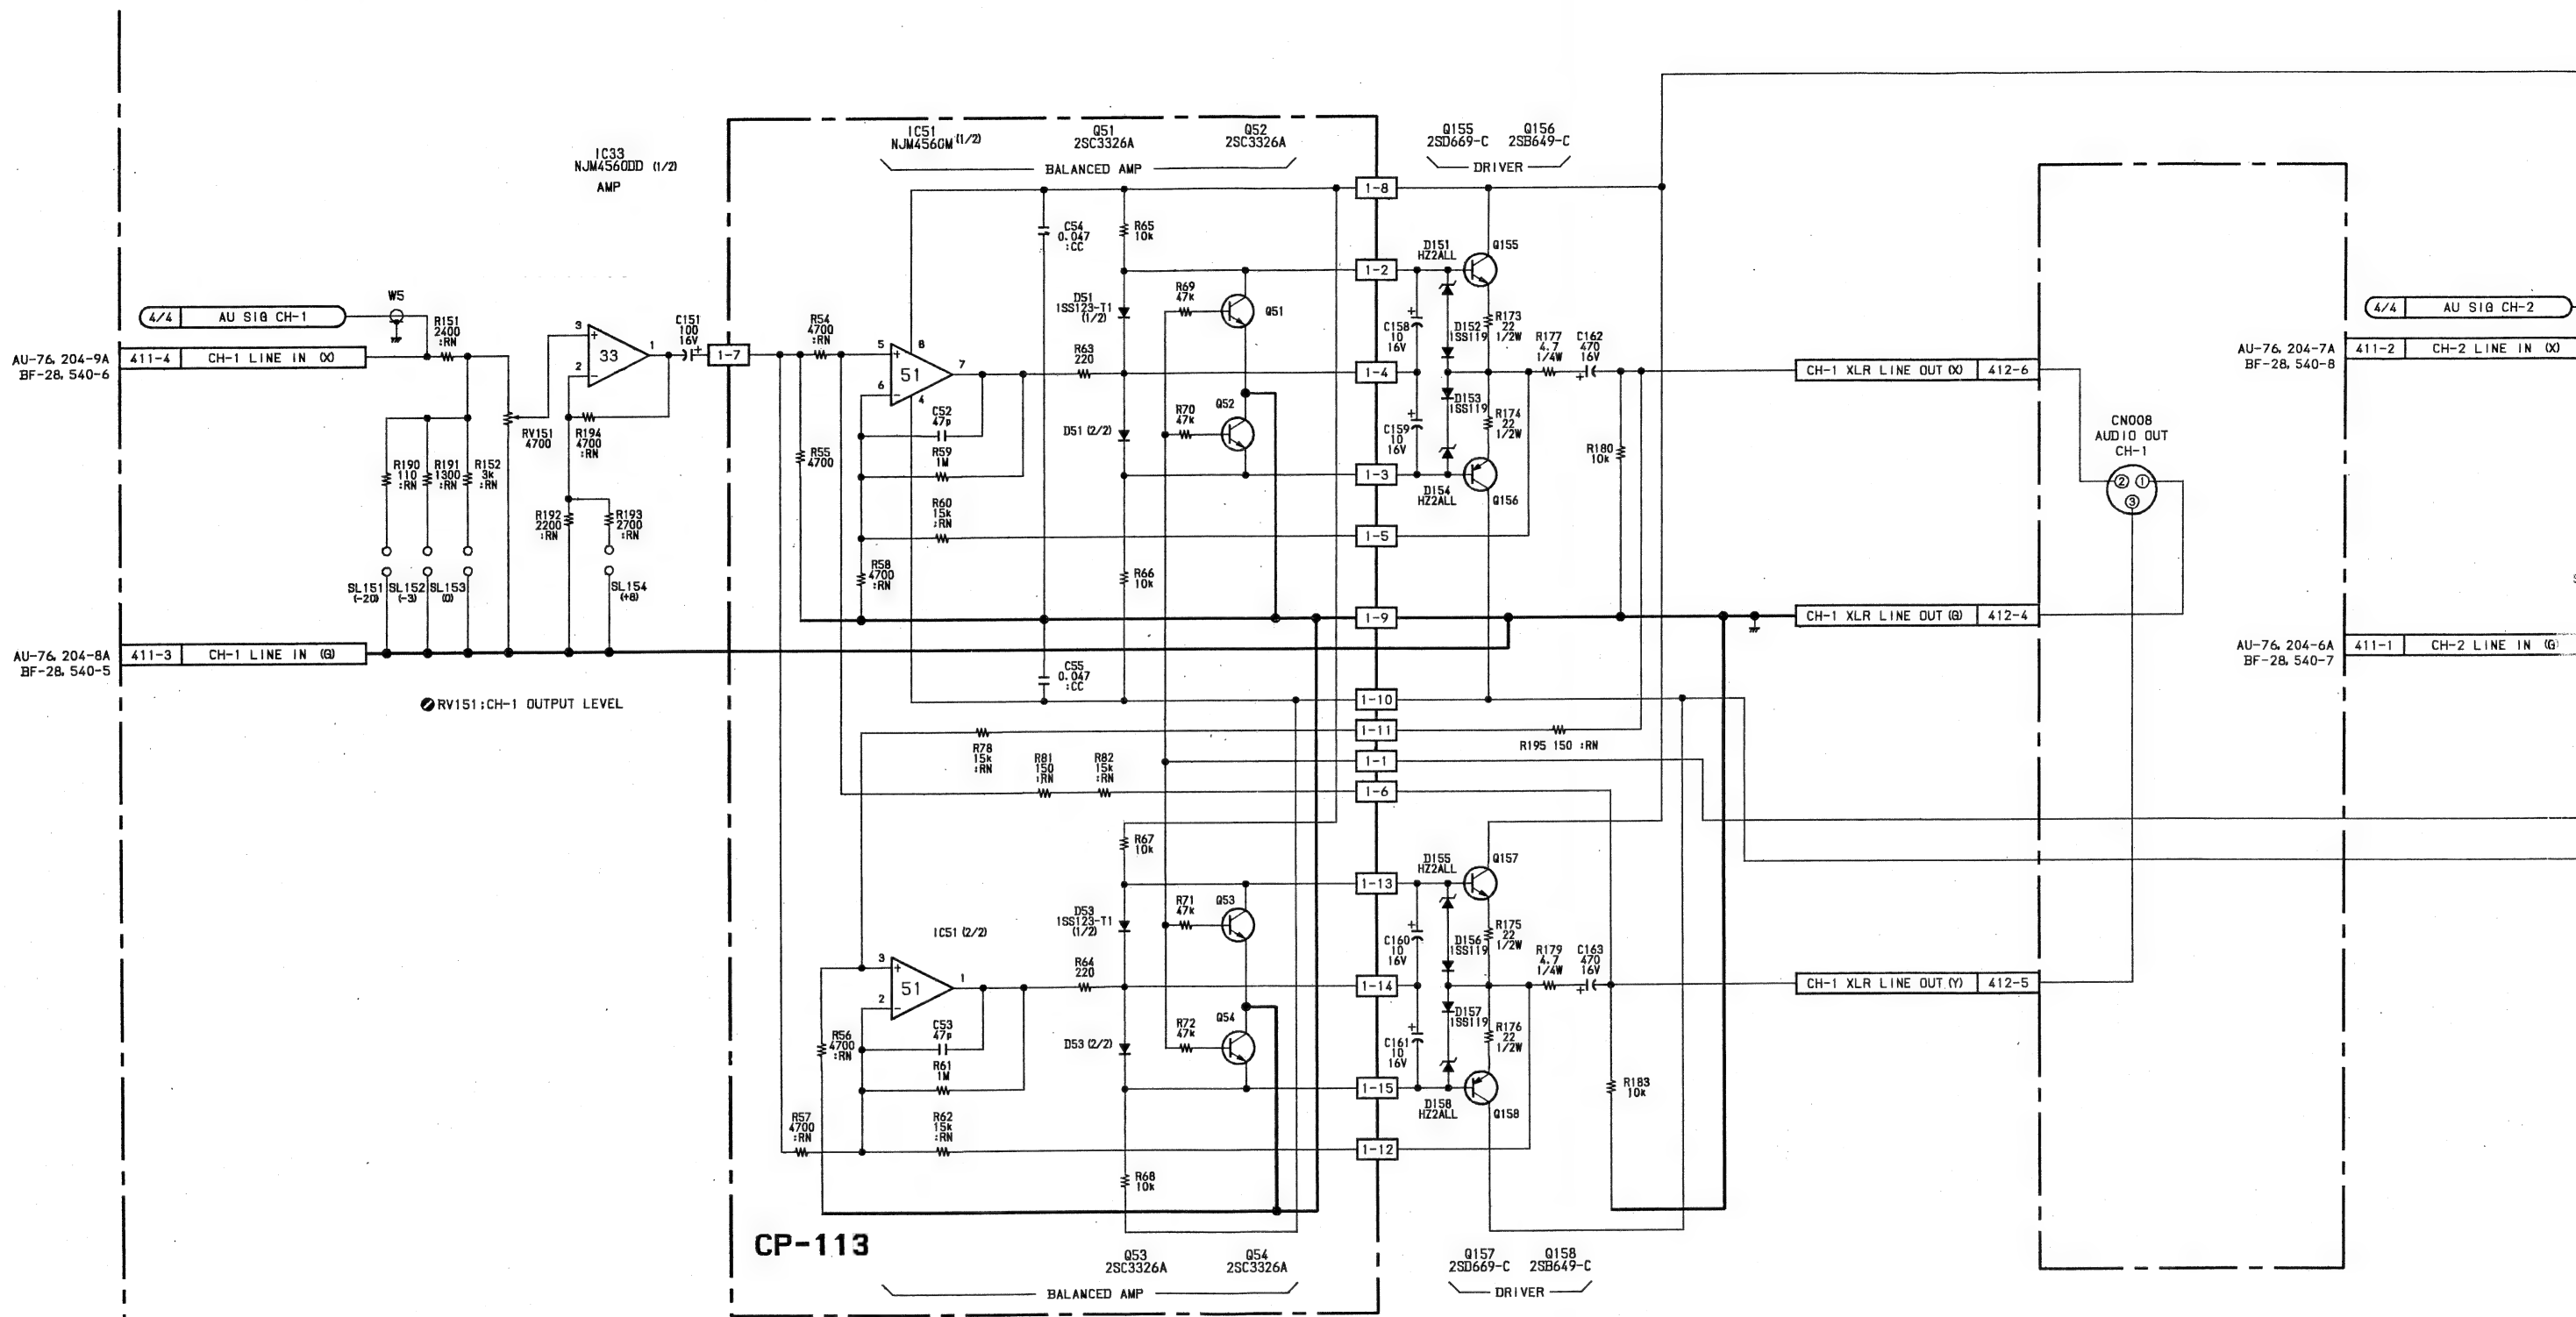 IC33
NJM4560DD (1/2)
AMP
IC51
NJM4560M (1/2)
Q51
2SC3326A
Q52
2SC3326A
BALANCED AMP
Q155
2SD669-C
Q156
2SB649-C
DRIVER
4/4 AU SIG CH-1
W5
R151
2400
:RN
AU-76, 204-9A
BF-28, 540-6
411-4 CH-1 LINE IN (X)
R190
110
:RN
R191
1300
:RN
R152
3k
:RN
RV151
4700
3
2
33
1
R194
4700
:RN
R192
2200
:RN
R193
2700
:RN
SL151
(-20)
SL152
(-3)
SL153
(0)
SL154
(+8)
AU-76, 204-8A
BF-28, 540-5
411-3 CH-1 LINE IN (G)
RV151;CH-1 OUTPUT LEVEL
C151
100
16V
1-7
R54
4700
:RN
R55
4700
5
6
8
4
51
7
C52
47p
R59
1M
R60
15k
:RN
R58
4700
:RN
C54
0.047
:CC
R65
10k
D51
1SS123-T1
(1/2)
R63
220
D51 (2/2)
R66
10k
C55
0.047
:CC
R69
47k
Q51
R70
47k
Q52
1-8
1-2
1-4
1-3
1-5
1-9
1-10
1-11
1-1
1-6
D151
HZ2ALL
Q155
C158
10
16V
D152
1SS119
R173
22
1/2W
R177
4.7
1/4W
C162
470
16V
C159
10
16V
D153
1SS119
R174
22
1/2W
D154
HZ2ALL
Q156
R180
10k
R195 150 :RN
CH-1 XLR LINE OUT (X) 412-6
CH-1 XLR LINE OUT (G) 412-4
CN008
AUDIO OUT
CH-1
2
1
3
4/4 AU SIG CH-2
AU-76, 204-7A
BF-28, 540-8
411-2 CH-2 LINE IN (X)
AU-76, 204-6A
BF-28, 540-7
411-1 CH-2 LINE IN (G)
R78
15k
:RN
R81
150
:RN
R82
15k
:RN
R67
10k
IC51 (2/2)
3
2
51
1
D53
1SS123-T1
(1/2)
R64
220
D53 (2/2)
R71
47k
Q53
R72
47k
Q54
R56
4700
:RN
C53
47p
R61
1M
R57
4700
:RN
R62
15k
:RN
R68
10k
1-13
1-14
1-15
1-12
D155
HZ2ALL
Q157
C160
10
16V
D156
1SS119
R175
22
1/2W
R179
4.7
1/4W
C163
470
16V
C161
10
16V
D157
1SS119
R176
22
1/2W
D158
HZ2ALL
Q158
R183
10k
CH-1 XLR LINE OUT (Y) 412-5
CP-113
Q53
2SC3326A
Q54
2SC3326A
BALANCED AMP
Q157
2SD669-C
Q158
2SB649-C
DRIVER